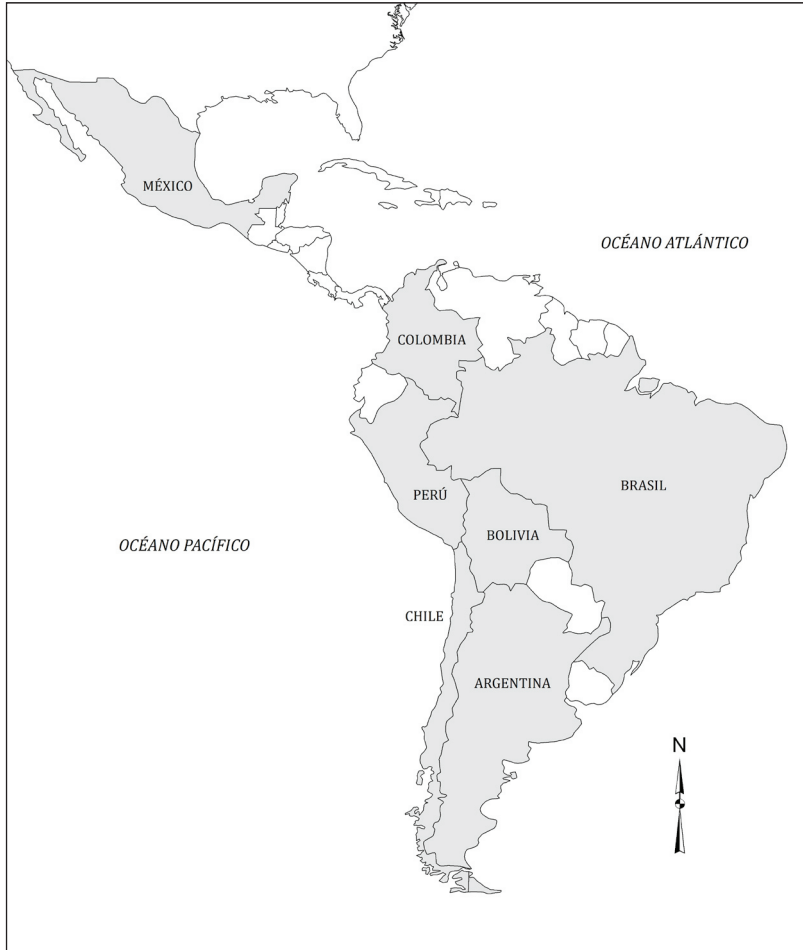 MÉXICO
OCÉANO ATLÁNTICO
COLOMBIA
BRASIL
PERÚ
BOLIVIA
OCÉANO PACÍFICO
CHILE
ARGENTINA
N